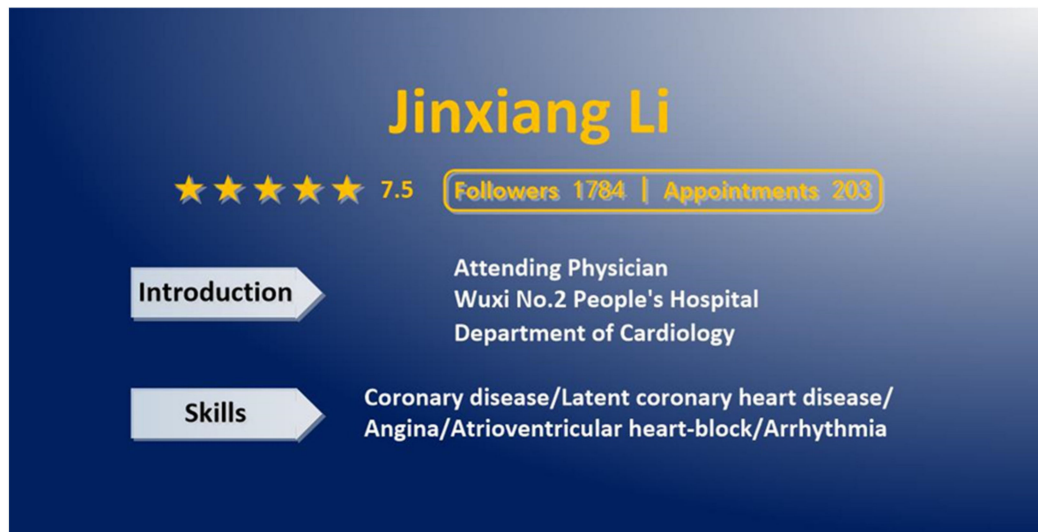 Jinxiang Li
7.5 Followers 1784 | Appointments 203
Introduction
Attending Physician
Wuxi No.2 People's Hospital
Department of Cardiology
Skills
Coronary disease/Latent coronary heart disease/
Angina/Atrioventricular heart-block/Arrhythmia